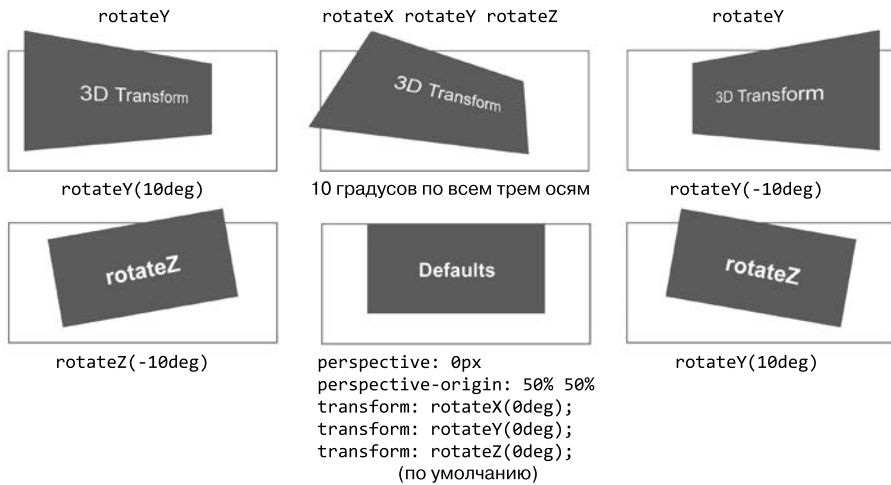 rotateY
rotateX rotateY rotateZ
rotateY
3D Transform
3D Transform
3D Transform
rotateY(10deg)
10 градусов по всем трем осям
rotateY(-10deg)
rotateZ
Defaults
rotateZ
rotateZ(-10deg)
perspective: 0px
perspective-origin: 50% 50%
transform: rotateX(0deg);
transform: rotateY(0deg);
transform: rotateZ(0deg);
(по умолчанию)
rotateY(10deg)